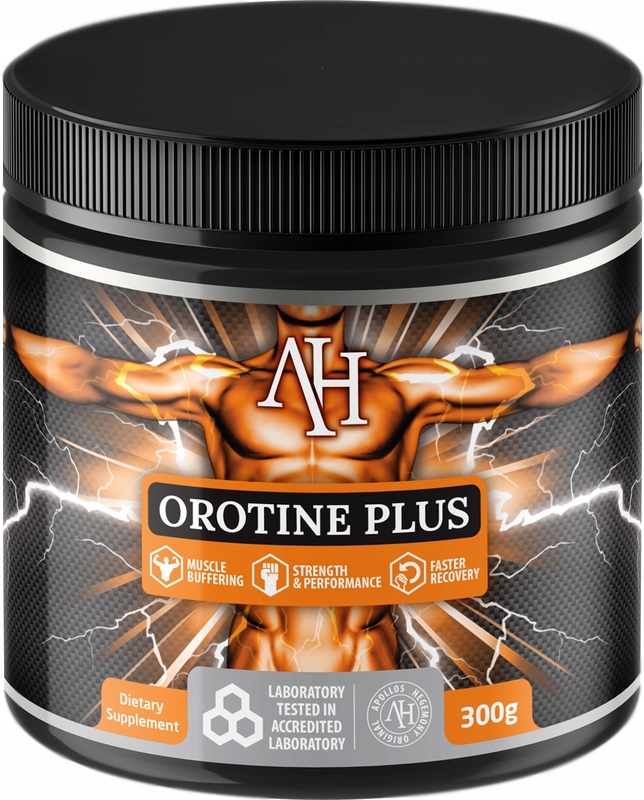 AH
OROTINE PLUS
MUSCLE
BUFFERING
STRENGTH
& PERFORMANCE
FASTER
RECOVERY
Dietary
Supplement
LABORATORY
TESTED IN
ACCREDITED
LABORATORY
APOLLOS HEGEMONY ORIGINAL
AH
300g